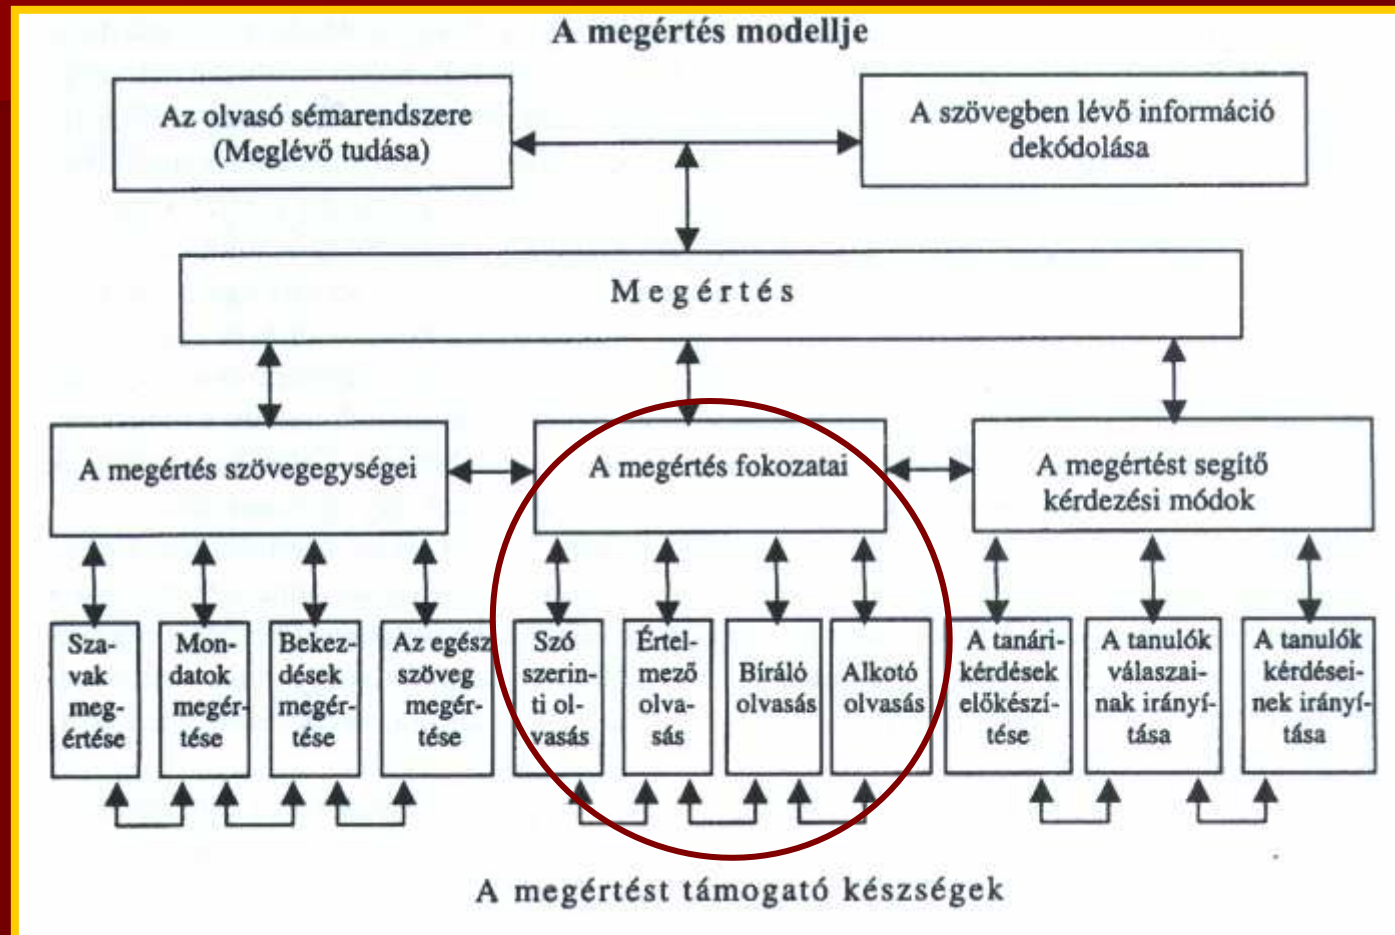 A megértés modellje
Az olvasó sémarendszere
(Meglévő tudása)
A szövegben lévő információ
dekódolása
Megértés
A megértés szövegegységei
A megértés fokozatai
A megértést segítő
kérdezési módok
Sza-
vak
meg-
értése
Mon-
datok
megér-
tése
Bekez-
dések
megér-
tése
Az egész
szöveg
megér-
tése
Szó
szerin-
ti ol-
vasás
Értel-
mező
olva-
sás
Bíráló
olvasás
Alkotó
olvasás
A tanári-
kérdések
előkészí-
tése
A tanulók
válaszai-
nak irányí-
tása
A tanulók
kérdései-
nek irányí-
tása
A megértést támogató készségek